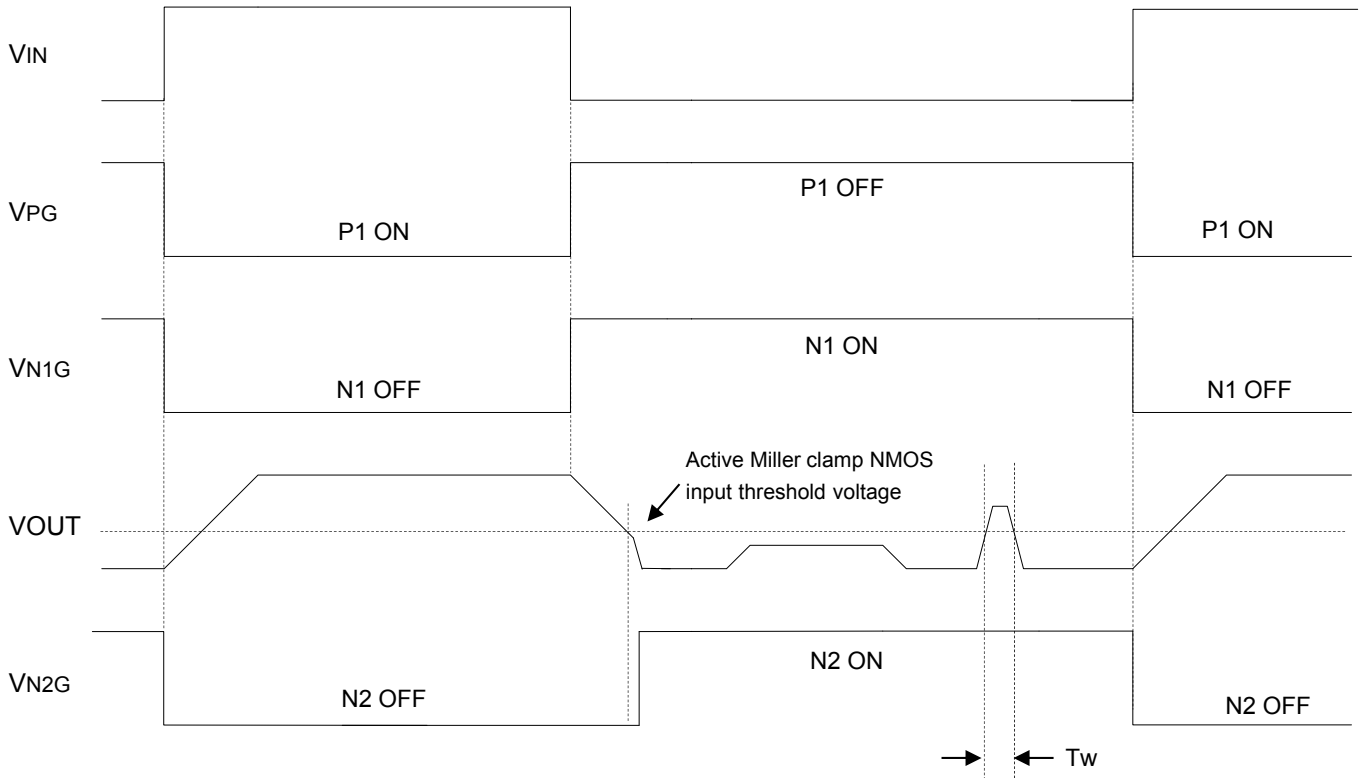 VIN
VPG
P1 ON
P1 OFF
P1 ON
VN1G
N1 OFF
N1 ON
N1 OFF
Active Miller clamp NMOS
input threshold voltage
VOUT
VN2G
N2 OFF
N2 ON
N2 OFF
Tw